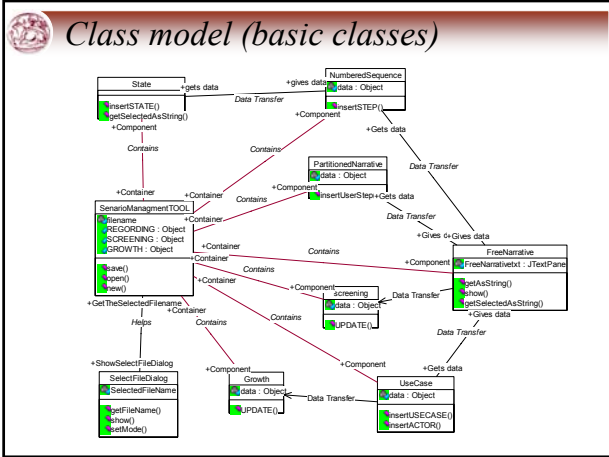 Class model (basic classes)
State
insertSTATE()
getSelectedAsString()
+gets data
+gives data
Data Transfer
NumberedSequence
data : Object
insertSTEP()
+Component
Contains
+Container
+Component
Contains
+Container
+Gets data
Data Transfer
PartitionedNarrative
data : Object
insertUserStep
+Component
Contains
+Container
+Gets data
Data Transfer
+Gives d
+Gives data
SenarioManagmentTOOL
filename
REGORDING : Object
SCREENING : Object
GROWTH : Object
save()
open()
new()
+Container
Contains
+Component
FreeNarrative
FreeNarrativetxt : JTextPane
getAsString()
show()
getSelectedAsString()
+Container
Contains
+Component
screening
data : Object
UPDATE()
Data Transfer
+Gives data
Data Transfer
+Gets data
+GetTheSelectedFilename
Helps
+ShowSelectFileDialog
+Container
Contains
+Component
+Container
Contains
+Component
SelectFileDialog
SelectedFileName
getFileName()
show()
setMode()
Growth
data : Object
UPDATE()
Data Transfer
UseCase
data : Object
insertUSECASE()
insertACTOR()